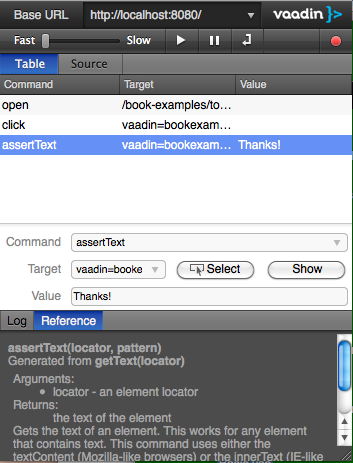 Base URL http://localhost:8080/ vaadin }>
Fast Slow
Table Source
Command Target Value
open /book-examples/to...
click vaadin=bookexam...
assertText vaadin=bookexam... Thanks!
Command assertText
Target vaadin=booke Select Show
Value Thanks!
Log Reference
assertText(locator, pattern)
Generated from getText(locator)
Arguments:
• locator - an element locator
Returns:
the text of the element
Gets the text of an element. This works for any
element that contains text. This command uses either the
textContent (Mozilla-like browsers) or the innerText (IE-like